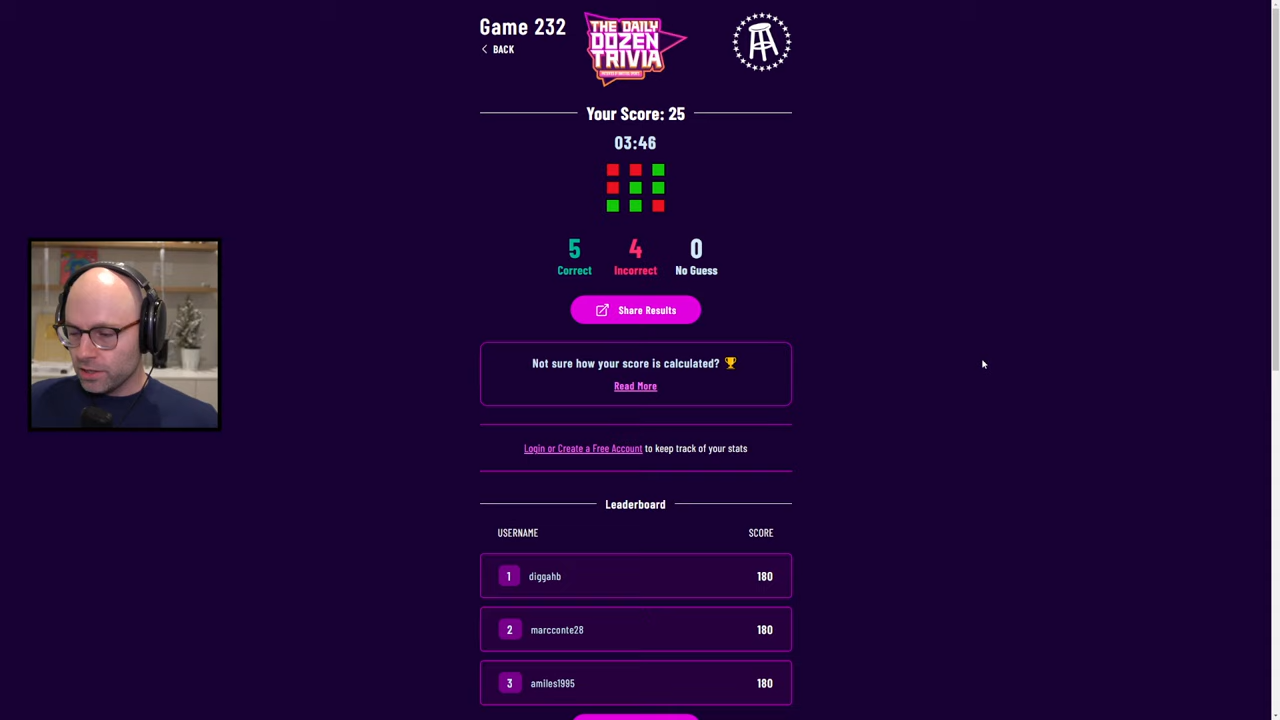 Game 232
BACK
THE DAILY
DOZEN
TRIVIA
Your Score: 25
03:46
5 4 0
Correct Incorrect No Guess
Share Results
Not sure how your score is calculated? 🏆
Read More
Login or Create a Free Account to keep track of your stats
Leaderboard
USERNAME SCORE
1 diggahb 180
2 marcconte28 180
3 amiles1995 180